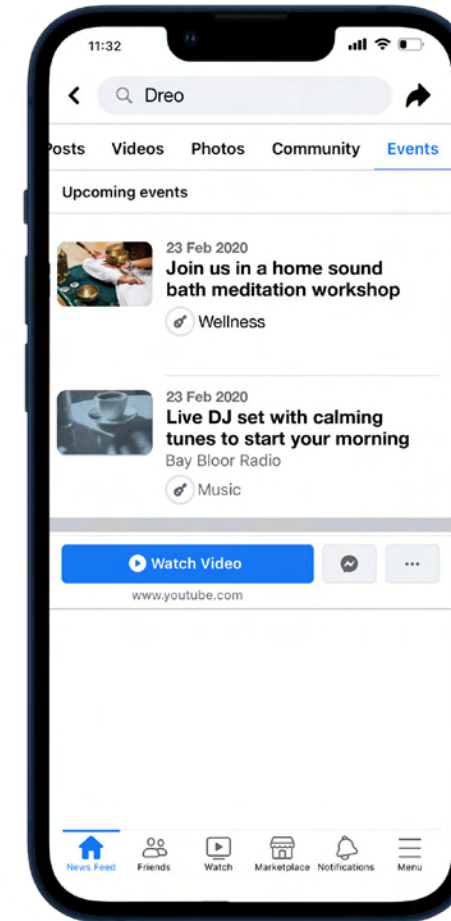 11:32
Dreo
Posts Videos Photos Community Events
Upcoming events
23 Feb 2020
Join us in a home sound
bath meditation workshop
Wellness
23 Feb 2020
Live DJ set with calming
tunes to start your morning
Bay Bloor Radio
Music
Watch Video
www.youtube.com
News Feed Friends Watch Marketplace Notifications Menu